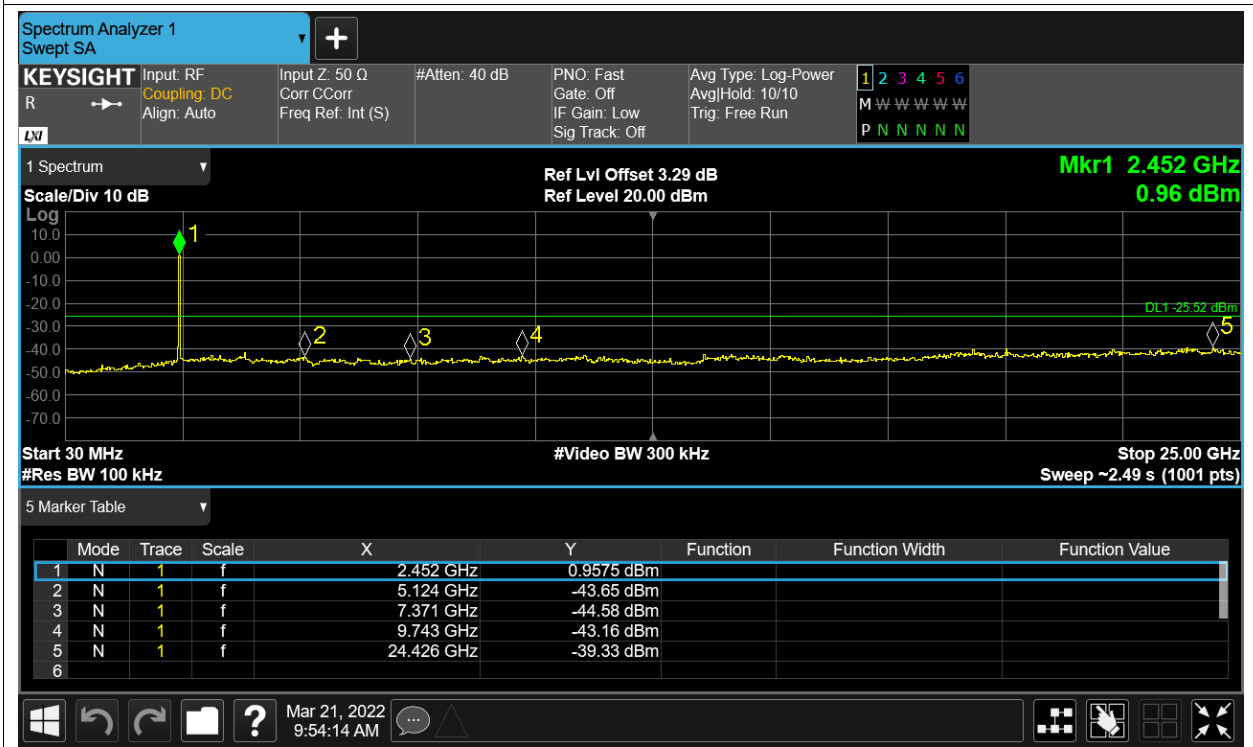 Spectrum Analyzer 1
Swept SA
KEYSIGHT Input: RF Input Z: 50 Ω #Atten: 40 dB PNO: Fast Avg Type: Log-Power 1 2 3 4 5 6
R Coupling: DC Corr CCorr Gate: Off Avg|Hold: 10/10 M W W W W W
Align: Auto Freq Ref: Int (S) IF Gain: Low Trig: Free Run
LXI Sig Track: Off P N N N N N
1 Spectrum Ref Lvl Offset 3.29 dB Mkr1 2.452 GHz
Scale/Div 10 dB Ref Level 20.00 dBm 0.96 dBm
Log
10.0 1
0.00
-10.0
-20.0 DL1 -25.52 dBm
-30.0 2 3 4 5
-40.0
-50.0
-60.0
-70.0
Start 30 MHz #Video BW 300 kHz Stop 25.00 GHz
#Res BW 100 kHz Sweep ~2.49 s (1001 pts)
5 Marker Table
Mode Trace Scale X Y Function Function Width Function Value
1 N 1 f 2.452 GHz 0.9575 dBm
2 N 1 f 5.124 GHz -43.65 dBm
3 N 1 f 7.371 GHz -44.58 dBm
4 N 1 f 9.743 GHz -43.16 dBm
5 N 1 f 24.426 GHz -39.33 dBm
6
? Mar 21, 2022
9:54:14 AM